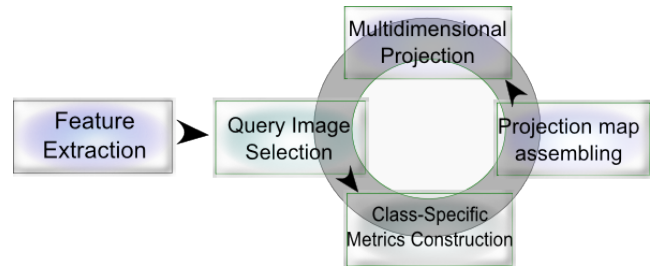 Multidimensional
Projection
Feature
Extraction
Query Image
Selection
Projection map
assembling
Class-Specific
Metrics Construction